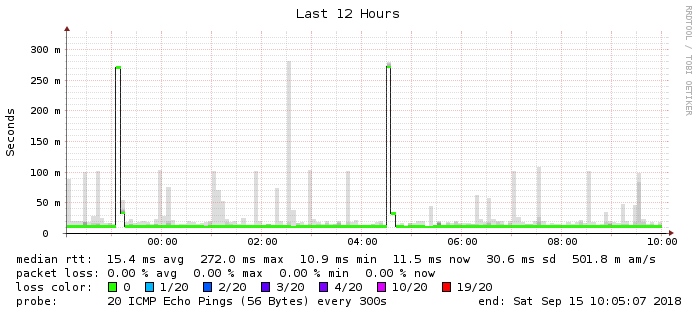 Last 12 Hours
RRDTOOL / TOBI OETIKER
Seconds
300 m
250 m
200 m
150 m
100 m
50 m
0
00:00 02:00 04:00 06:00 08:00 10:00
median rtt: 15.4 ms avg 272.0 ms max 10.9 ms min 11.5 ms now 30.6 ms sd 501.8 m am/s
packet loss: 0.00 % avg 0.00 % max 0.00 % min 0.00 % now
loss color: 0 1/20 2/20 3/20 4/20 10/20 19/20
probe: 20 ICMP Echo Pings (56 Bytes) every 300s end: Sat Sep 15 10:05:07 2018